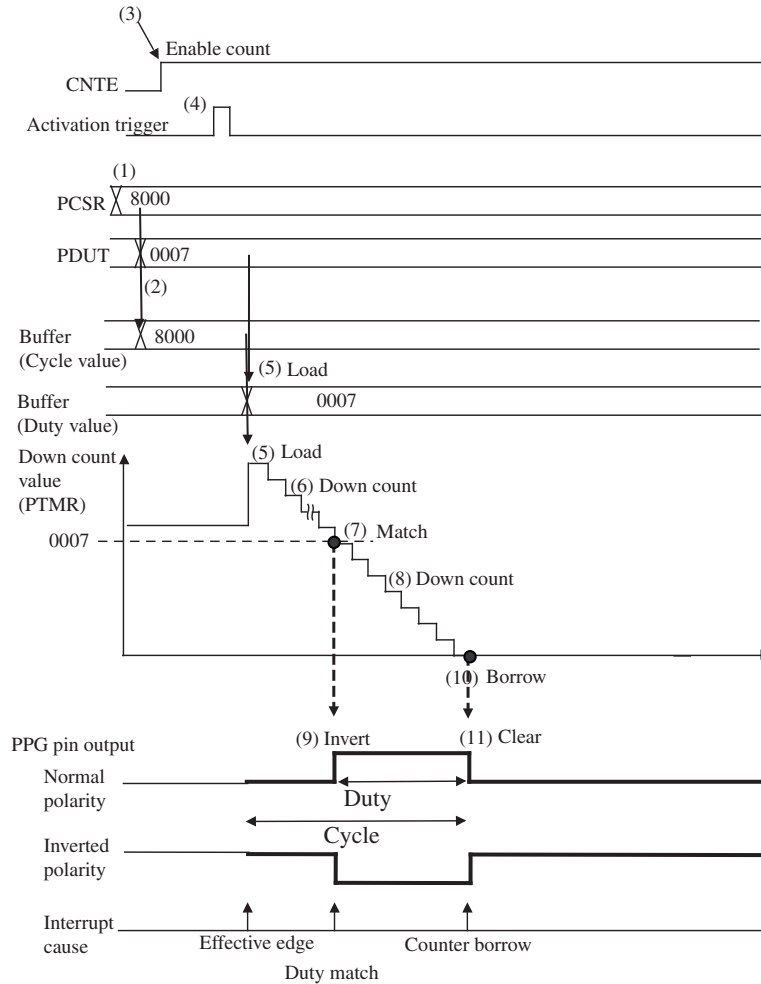 (3)
Enable count
CNTE
(4)
Activation trigger
(1)
8000
PCSR
PDUT
0007
(2)
Buffer
(Cycle value)
8000
(5) Load
Buffer
(Duty value)
0007
Down count
value
(PTMR)
(5) Load
(6) Down count
0007
(7) Match
(8) Down count
(10) Borrow
PPG pin output
(9) Invert
(11) Clear
Normal
polarity
Duty
Cycle
Inverted
polarity
Interrupt
cause
Effective edge
Counter borrow
Duty match